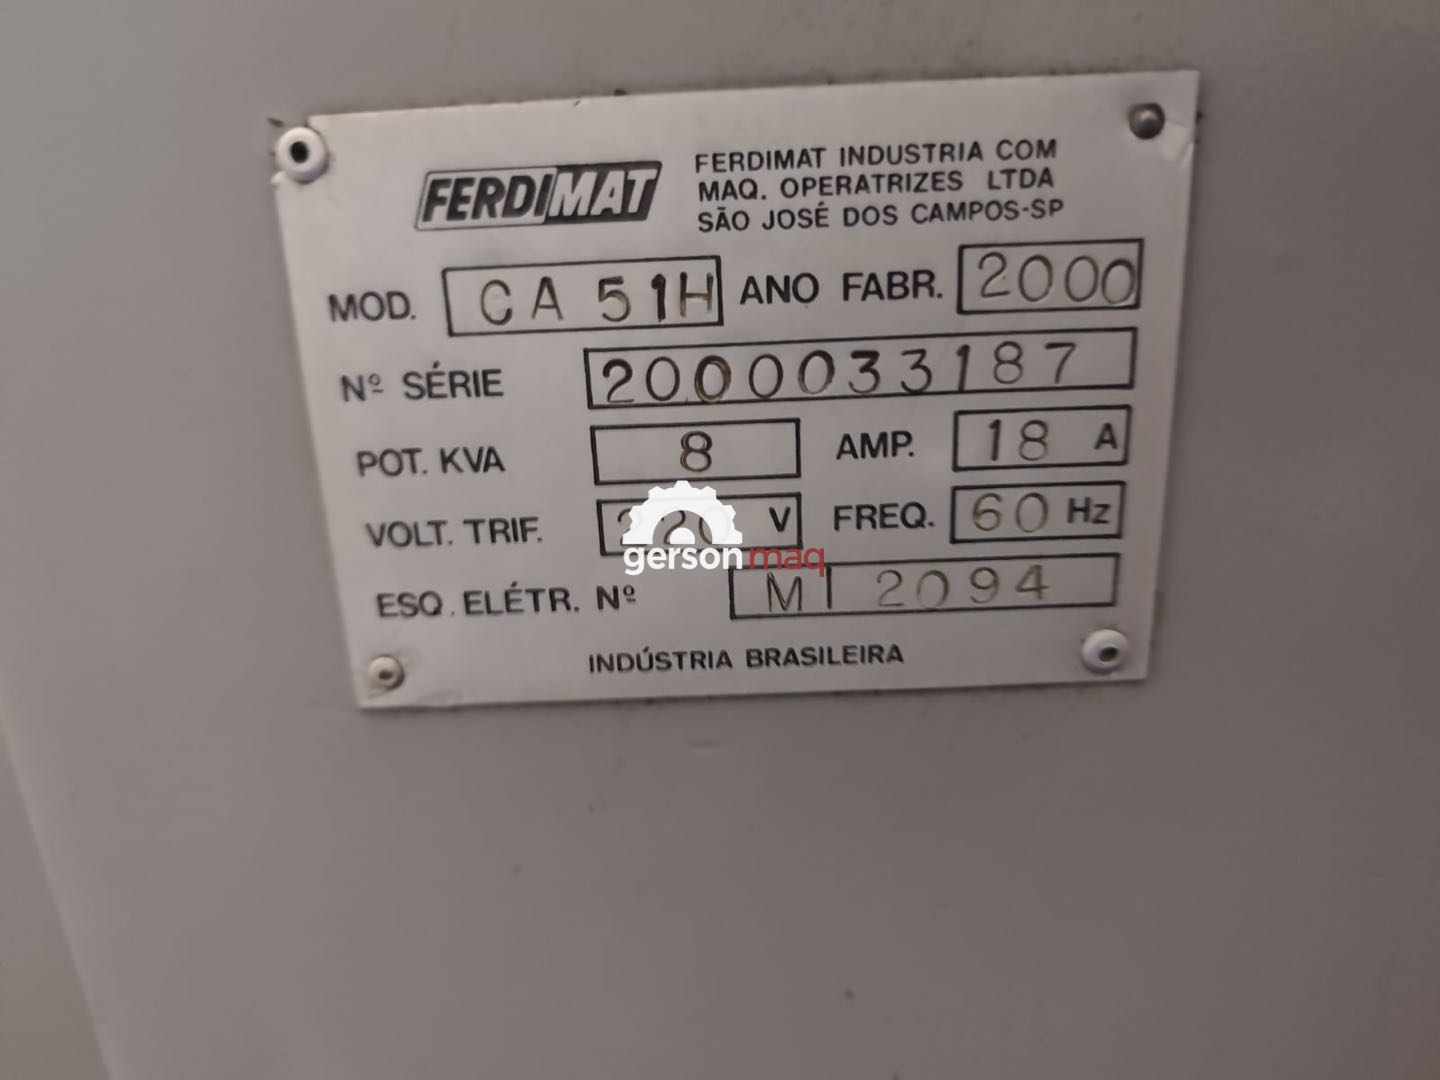 FERDIMAT
FERDIMAT INDUSTRIA COM
MAQ. OPERATRIZES LTDA
SÃO JOSÉ DOS CAMPOS-SP
MOD. CA 51H ANO FABR. 2000
Nº SÉRIE 2000033187
POT. KVA 8 AMP. 18 A
VOLT. TRIF. 220 V FREQ. 60 Hz
gersonmaq
ESQ. ELÉTR. Nº MI 2094
INDÚSTRIA BRASILEIRA